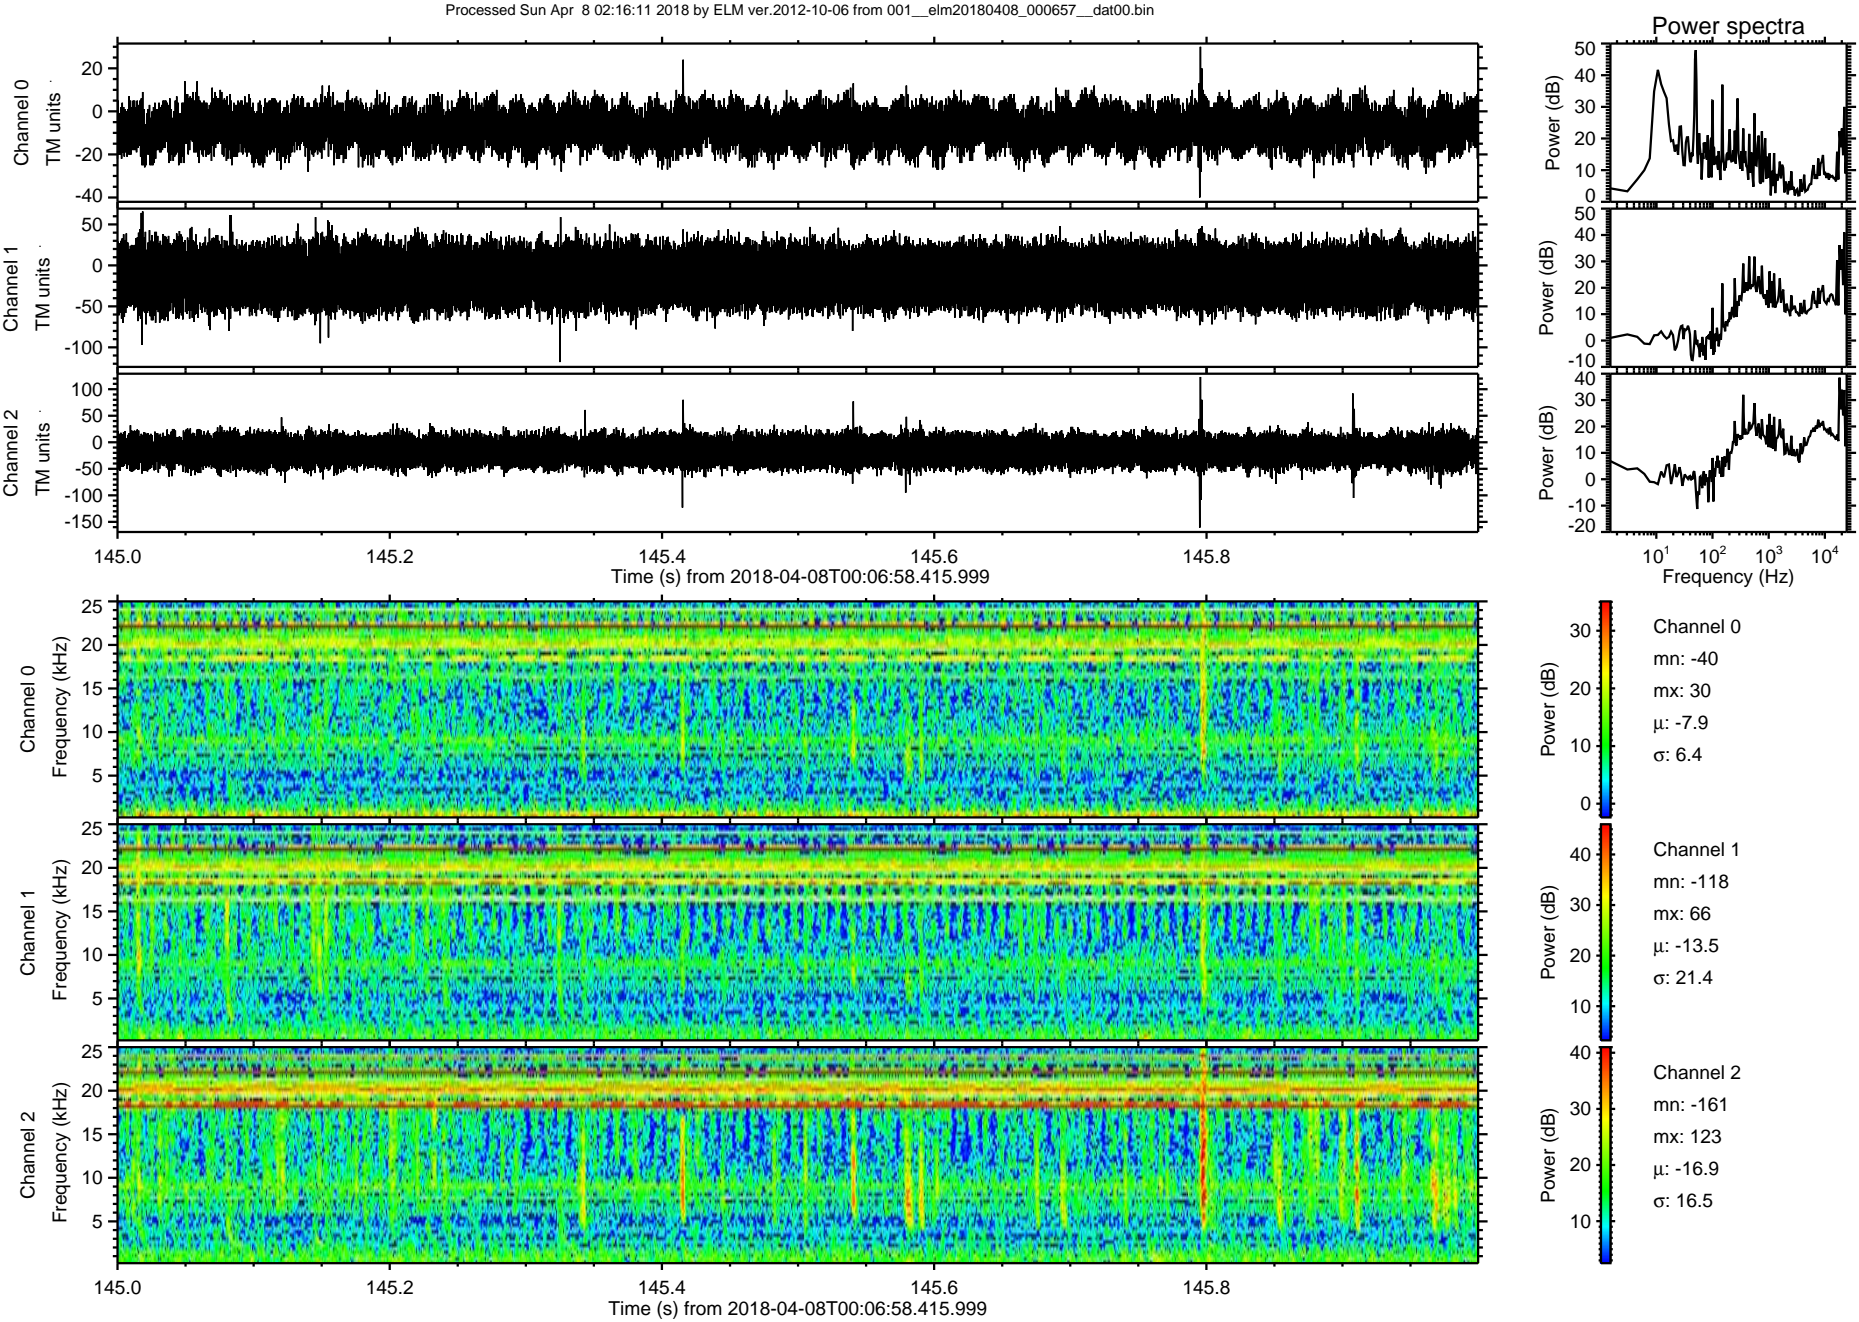 Processed Sun Apr  8 02:16:11 2018 by ELM ver.2012-10-06 from 001__elm20180408_000657__dat00.bin
Power spectra
Channel 0
TM units
20
0
-20
-40
Power (dB)
50
40
30
20
10
0
Channel 1
TM units
50
0
-50
-100
Power (dB)
50
40
30
20
10
0
-10
Channel 2
TM units
100
50
0
-50
-100
-150
Power (dB)
40
30
20
10
0
-10
-20
145.0 145.2 145.4 145.6 145.8
Time (s) from 2018-04-08T00:06:58.415.999
10^1 10^2 10^3 10^4
Frequency (Hz)
Channel 0
Frequency (kHz)
25
20
15
10
5
Power (dB)
30
20
10
0
Channel 0
mn: -40
mx: 30
μ: -7.9
σ: 6.4
Channel 1
Frequency (kHz)
25
20
15
10
5
Power (dB)
40
30
20
10
Channel 1
mn: -118
mx: 66
μ: -13.5
σ: 21.4
Channel 2
Frequency (kHz)
25
20
15
10
5
Power (dB)
40
30
20
10
Channel 2
mn: -161
mx: 123
μ: -16.9
σ: 16.5
145.0 145.2 145.4 145.6 145.8
Time (s) from 2018-04-08T00:06:58.415.999